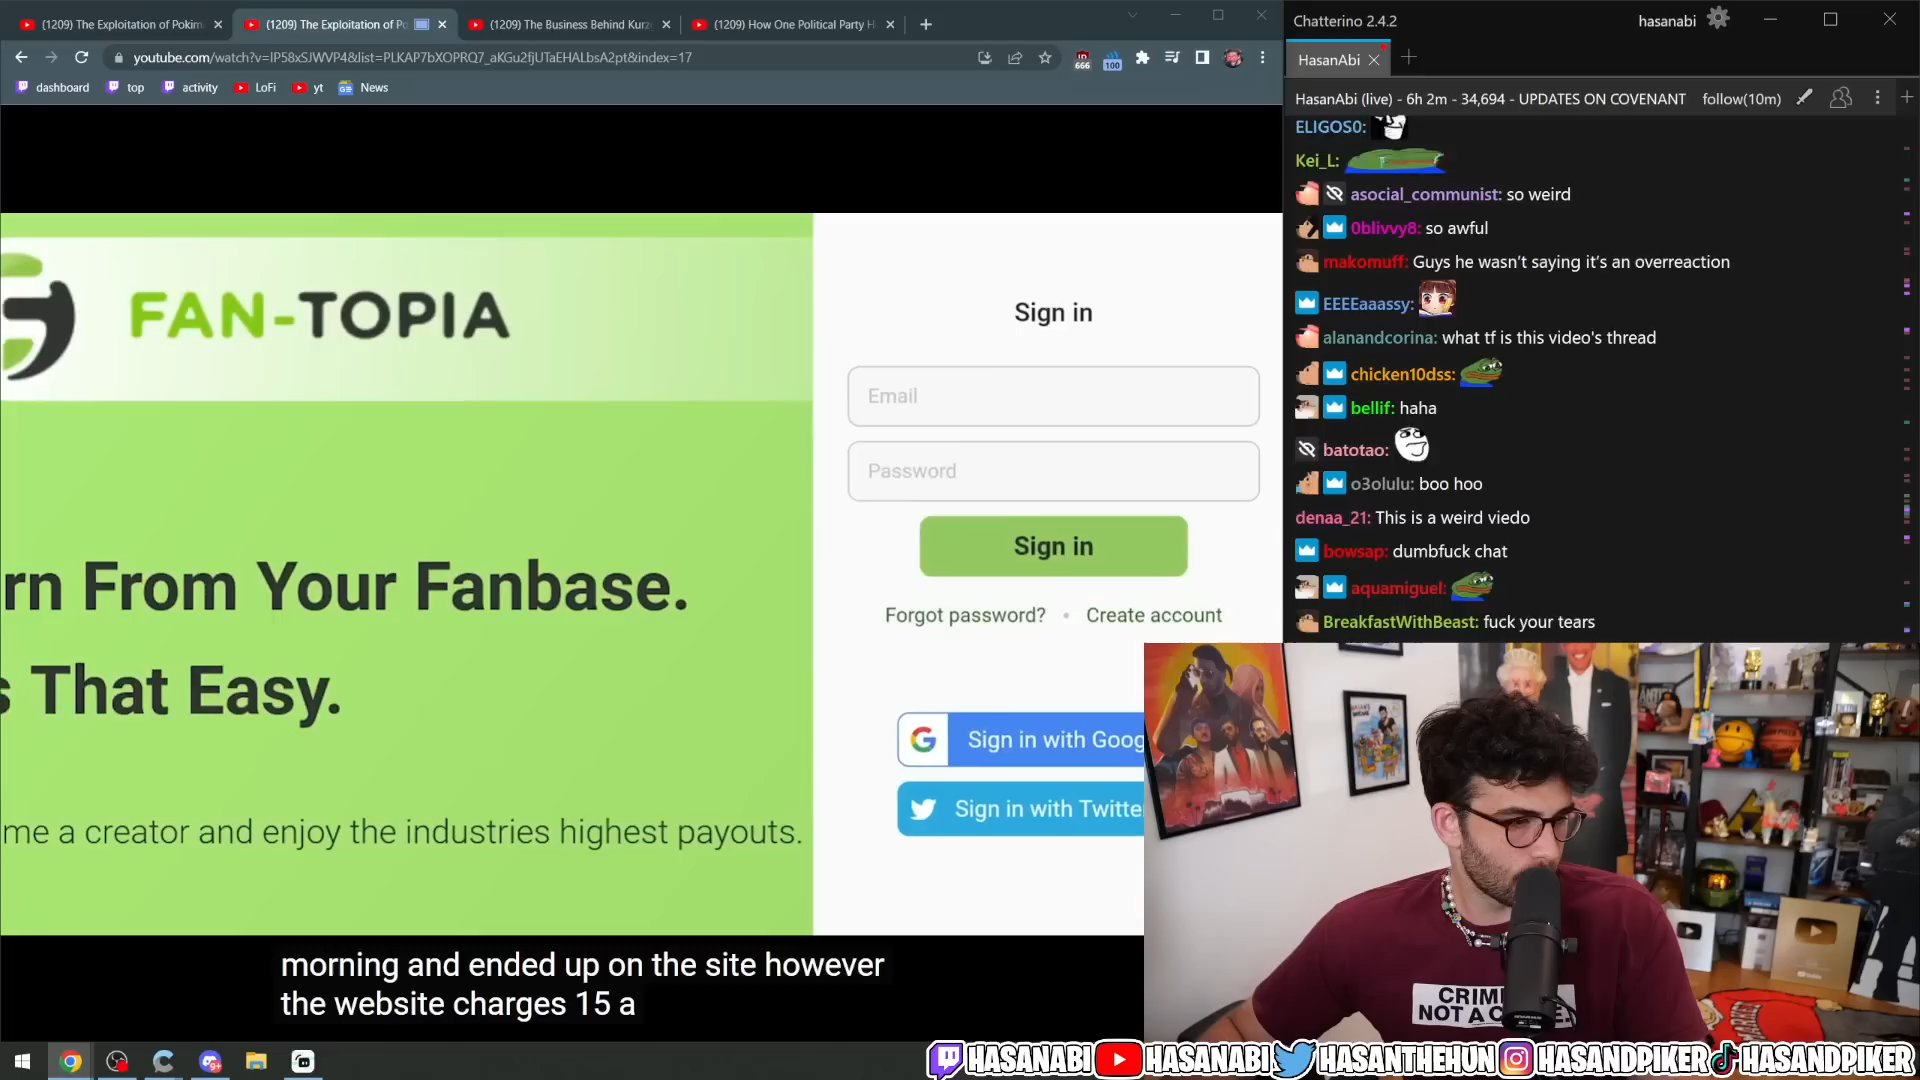 (1209) The Exploitation of Pokim
(1209) The Exploitation of Po
(1209) The Business Behind Kurz
(1209) How One Political Party H
youtube.com/watch?v=lP58xSJWVP4&list=PLKAP7bXOPRQ7_aKGu2fjUTaEHALbsA2pt&index=17
666
100
dashboard
top
activity
LoFi
yt
News
FAN-TOPIA
rn From Your Fanbase.
s That Easy.
me a creator and enjoy the industries highest payouts.
Sign in
Email
Password
Sign in
Forgot password? • Create account
Sign in with Goog
Sign in with Twitte
morning and ended up on the site however
the website charges 15 a
Chatterino 2.4.2
hasanabi
HasanAbi
HasanAbi (live) - 6h 2m - 34,694 - UPDATES ON COVENANT
follow(10m)
ELIGOS0:
Kei_L:
asocial_communist: so weird
0blivvy8: so awful
makomuff: Guys he wasn't saying it's an overreaction
EEEEaaassy:
alanandcorina: what tf is this video's thread
chicken10dss:
bellif: haha
batotao:
o3olulu: boo hoo
denaa_21: This is a weird viedo
bowsap: dumbfuck chat
aquamiguel:
BreakfastWithBeast: fuck your tears
CRIM
NOT A C
HASANABI
HASANABI
HASANTHEHUN
HASANDPIKER
HASANDPIKER